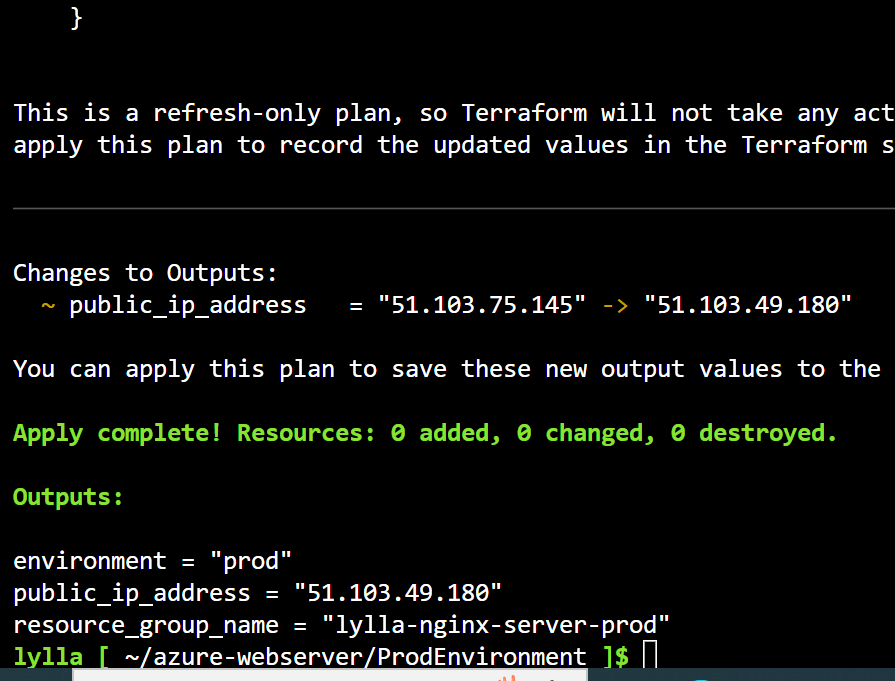 }
This is a refresh-only plan, so Terraform will not take any act
apply this plan to record the updated values in the Terraform s
Changes to Outputs:
~ public_ip_address   = "51.103.75.145" -> "51.103.49.180"
You can apply this plan to save these new output values to the
Apply complete! Resources: 0 added, 0 changed, 0 destroyed.
Outputs:
environment = "prod"
public_ip_address = "51.103.49.180"
resource_group_name = "lylla-nginx-server-prod"
lylla [ ~/azure-webserver/ProdEnvironment ]$